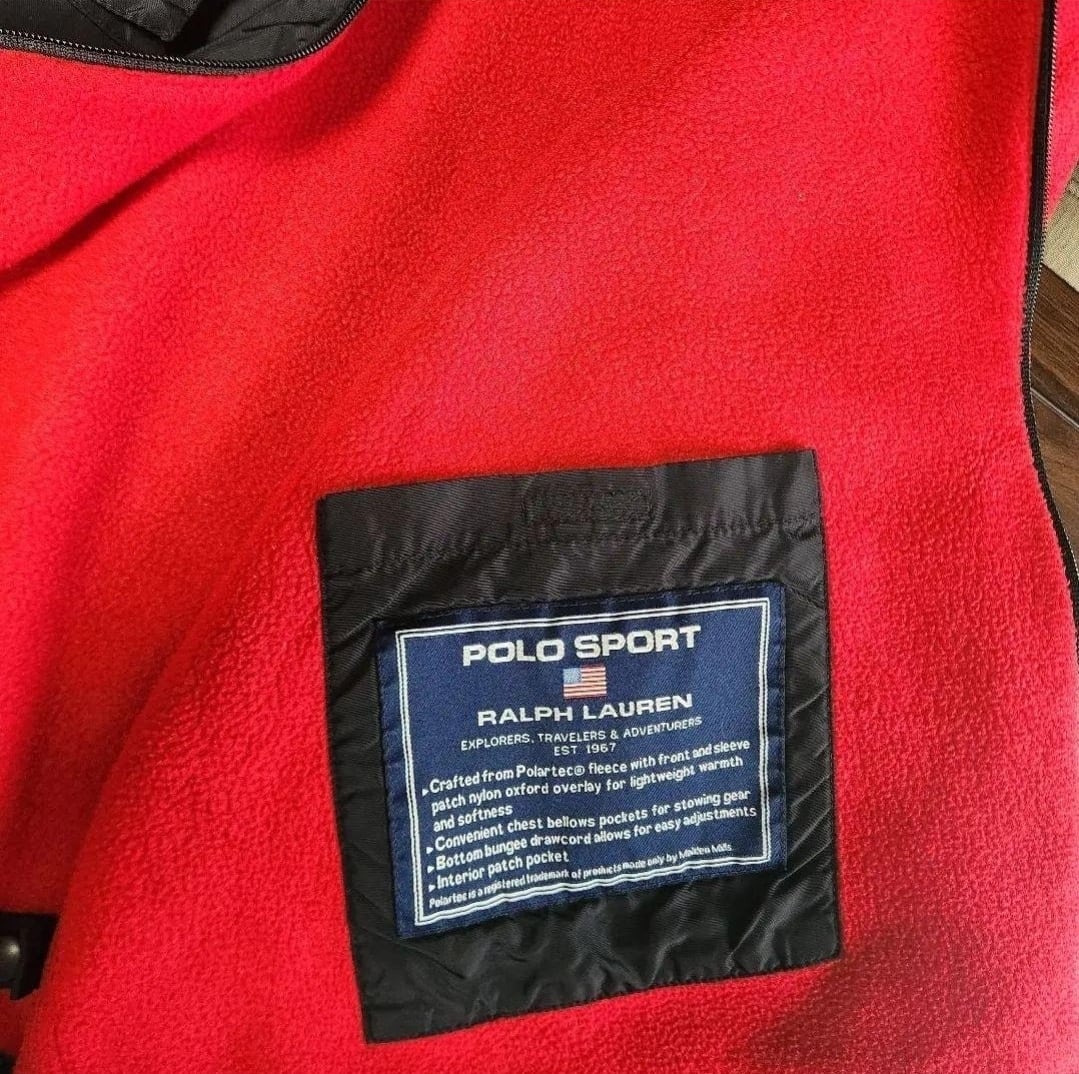 POLO SPORT
RALPH LAUREN
EXPLORERS, TRAVELERS & ADVENTURERS
EST 1967
▸Crafted from Polartec® fleece with front and sleeve
patch nylon oxford overlay for lightweight warmth
and softness
▸Convenient chest bellows pockets for stowing gear
▸Bottom bungee drawcord allows for easy adjustments
▸Interior patch pocket
Polartec is a registered trademark of products made only by Malden Mills.